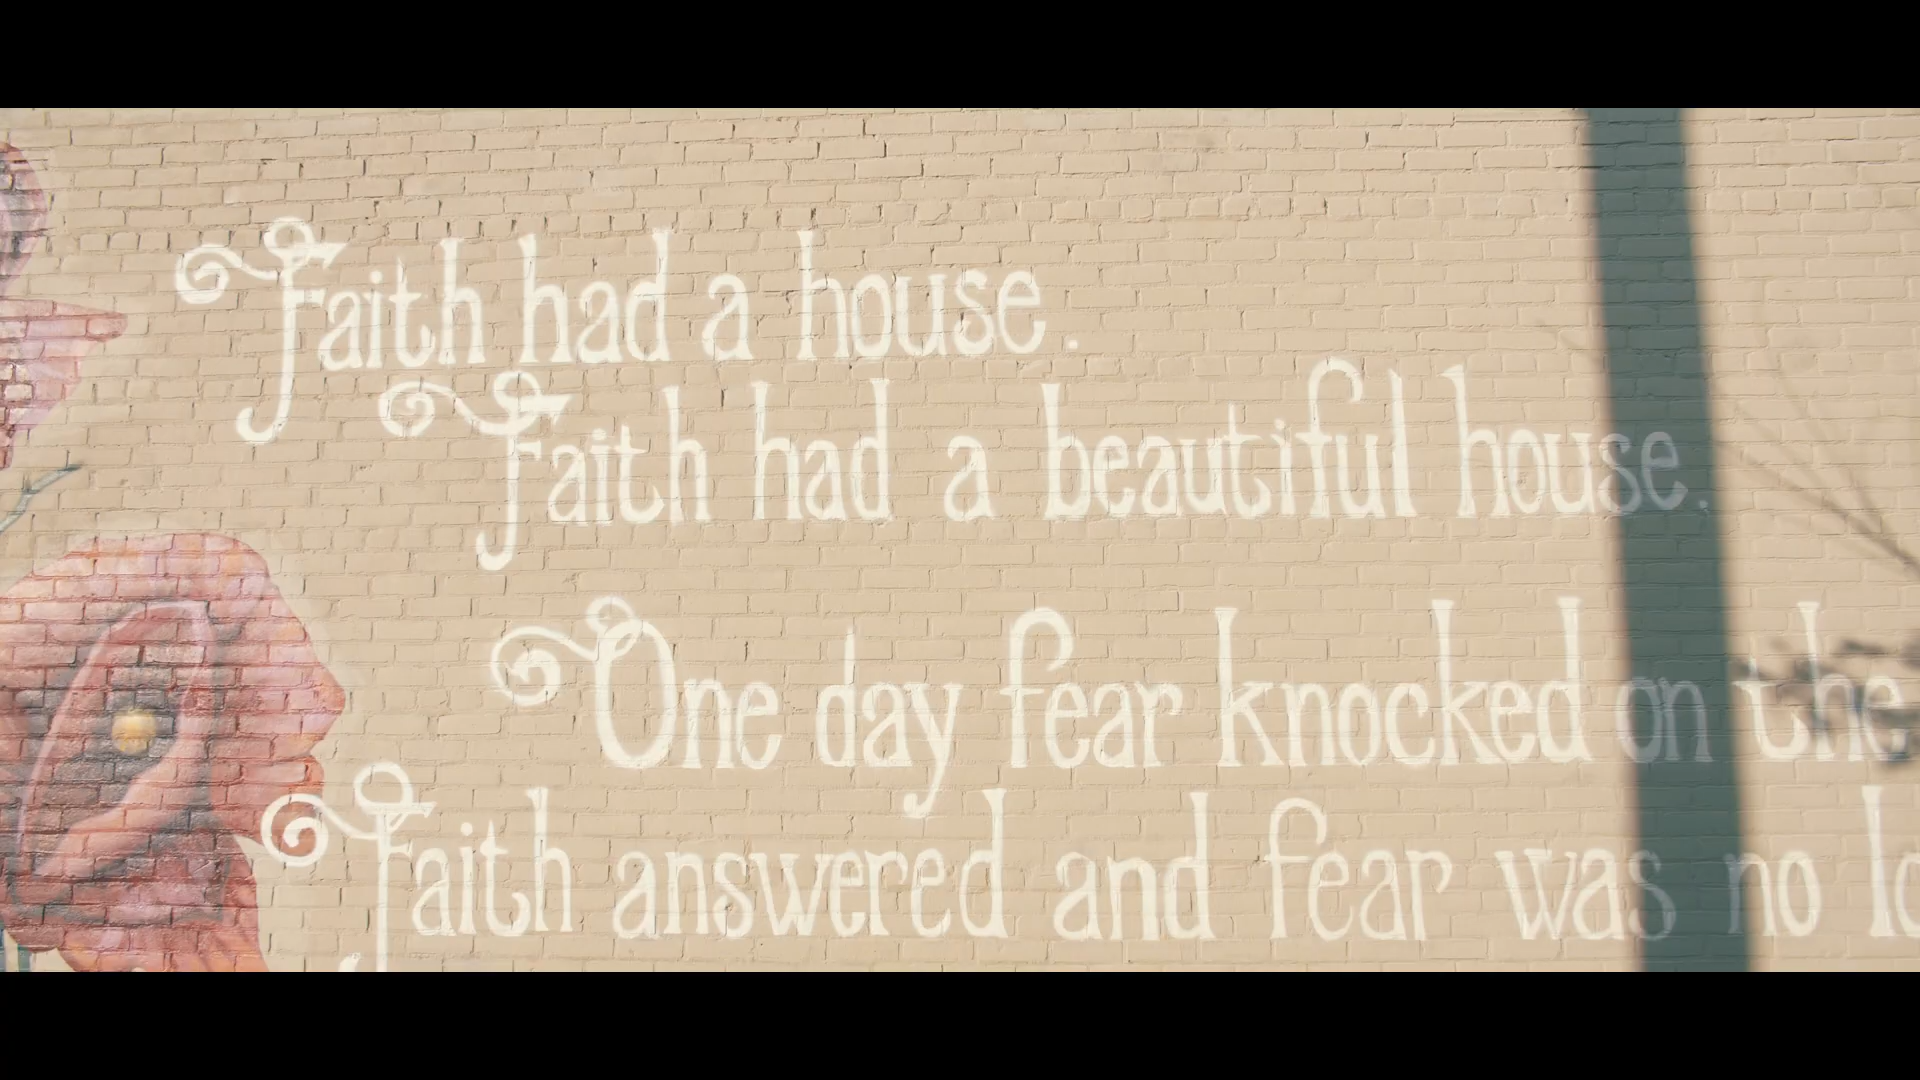 Faith had a house.
Faith had a beautiful house.
One day fear knocked on the
Faith answered and fear was no